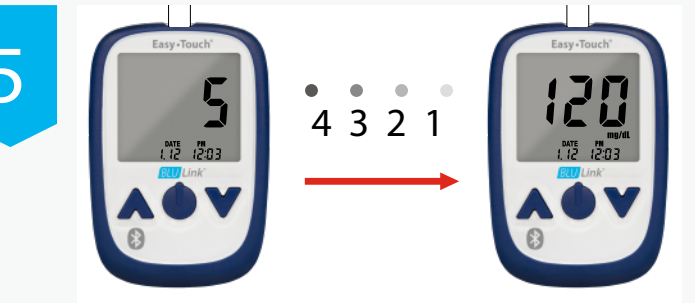 5
Easy•Touch®
5
DATE PM
1.12 12:03
BLU Link®
4 3 2 1
Easy•Touch®
120
mg/dL
DATE PM
1.12 12:03
BLU Link®